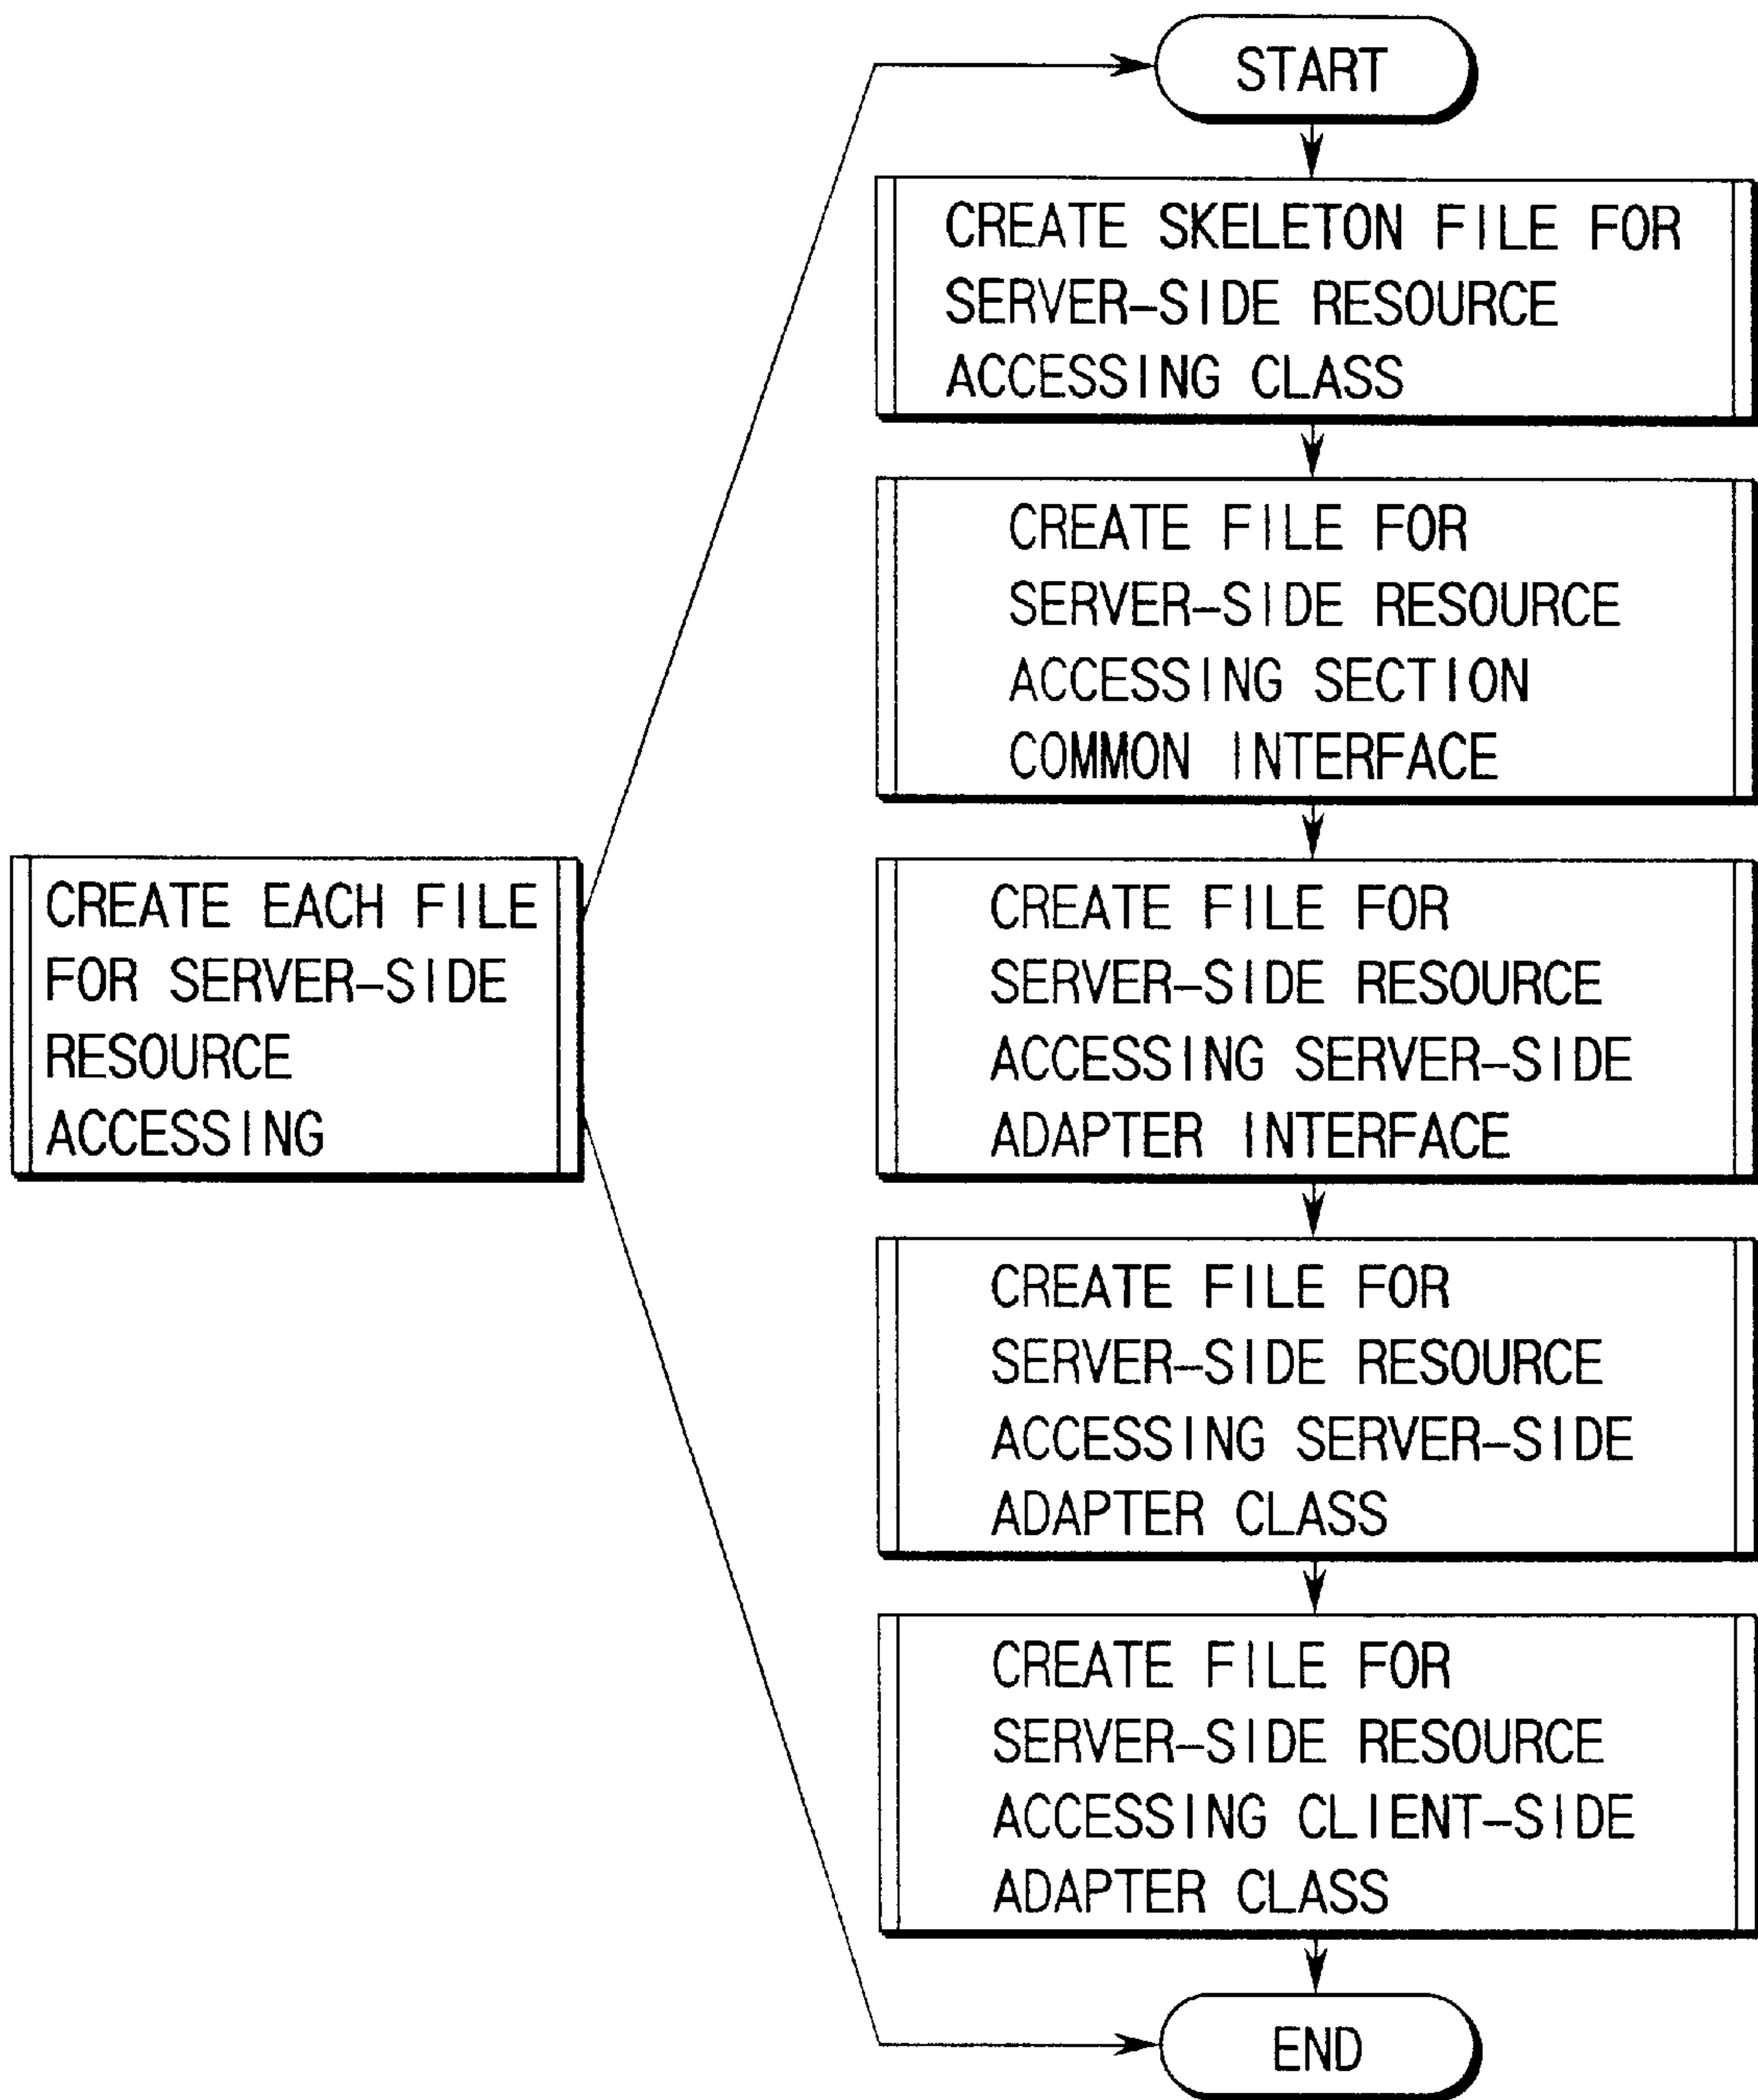 START
CREATE SKELETON FILE FOR
SERVER-SIDE RESOURCE
ACCESSING CLASS
CREATE FILE FOR
SERVER-SIDE RESOURCE
ACCESSING SECTION
COMMON INTERFACE
CREATE EACH FILE
FOR SERVER-SIDE
RESOURCE
ACCESSING
CREATE FILE FOR
SERVER-SIDE RESOURCE
ACCESSING SERVER-SIDE
ADAPTER INTERFACE
CREATE FILE FOR
SERVER-SIDE RESOURCE
ACCESSING SERVER-SIDE
ADAPTER CLASS
CREATE FILE FOR
SERVER-SIDE RESOURCE
ACCESSING CLIENT-SIDE
ADAPTER CLASS
END